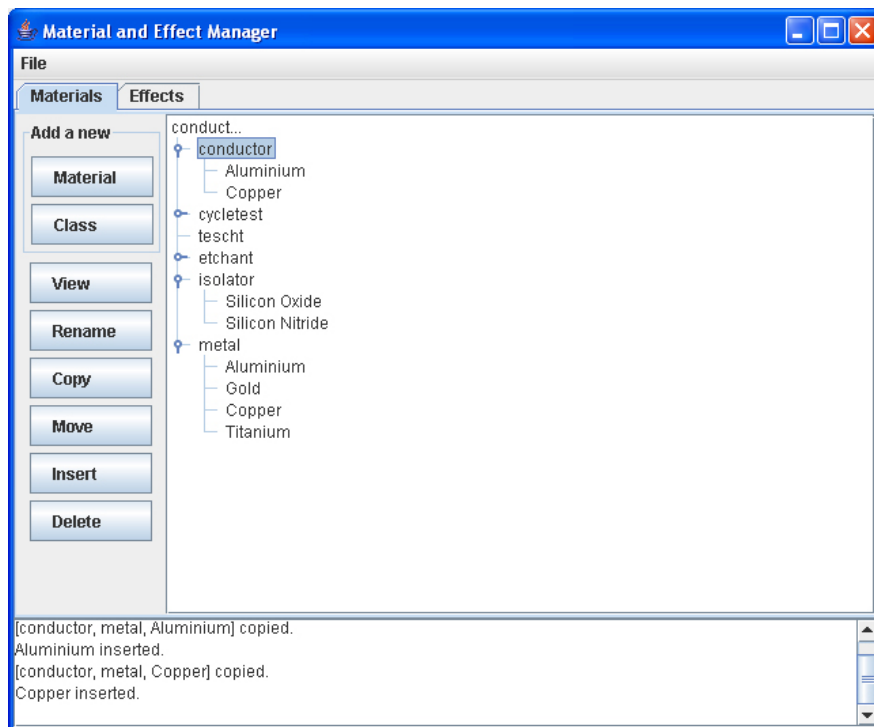 Material and Effect Manager
File
Materials Effects
Add a new
Material
Class
View
Rename
Copy
Move
Insert
Delete
conduct...
conductor
Aluminium
Copper
cycletest
tescht
etchant
isolator
Silicon Oxide
Silicon Nitride
metal
Aluminium
Gold
Copper
Titanium
[conductor, metal, Aluminium] copied.
Aluminium inserted.
[conductor, metal, Copper] copied.
Copper inserted.